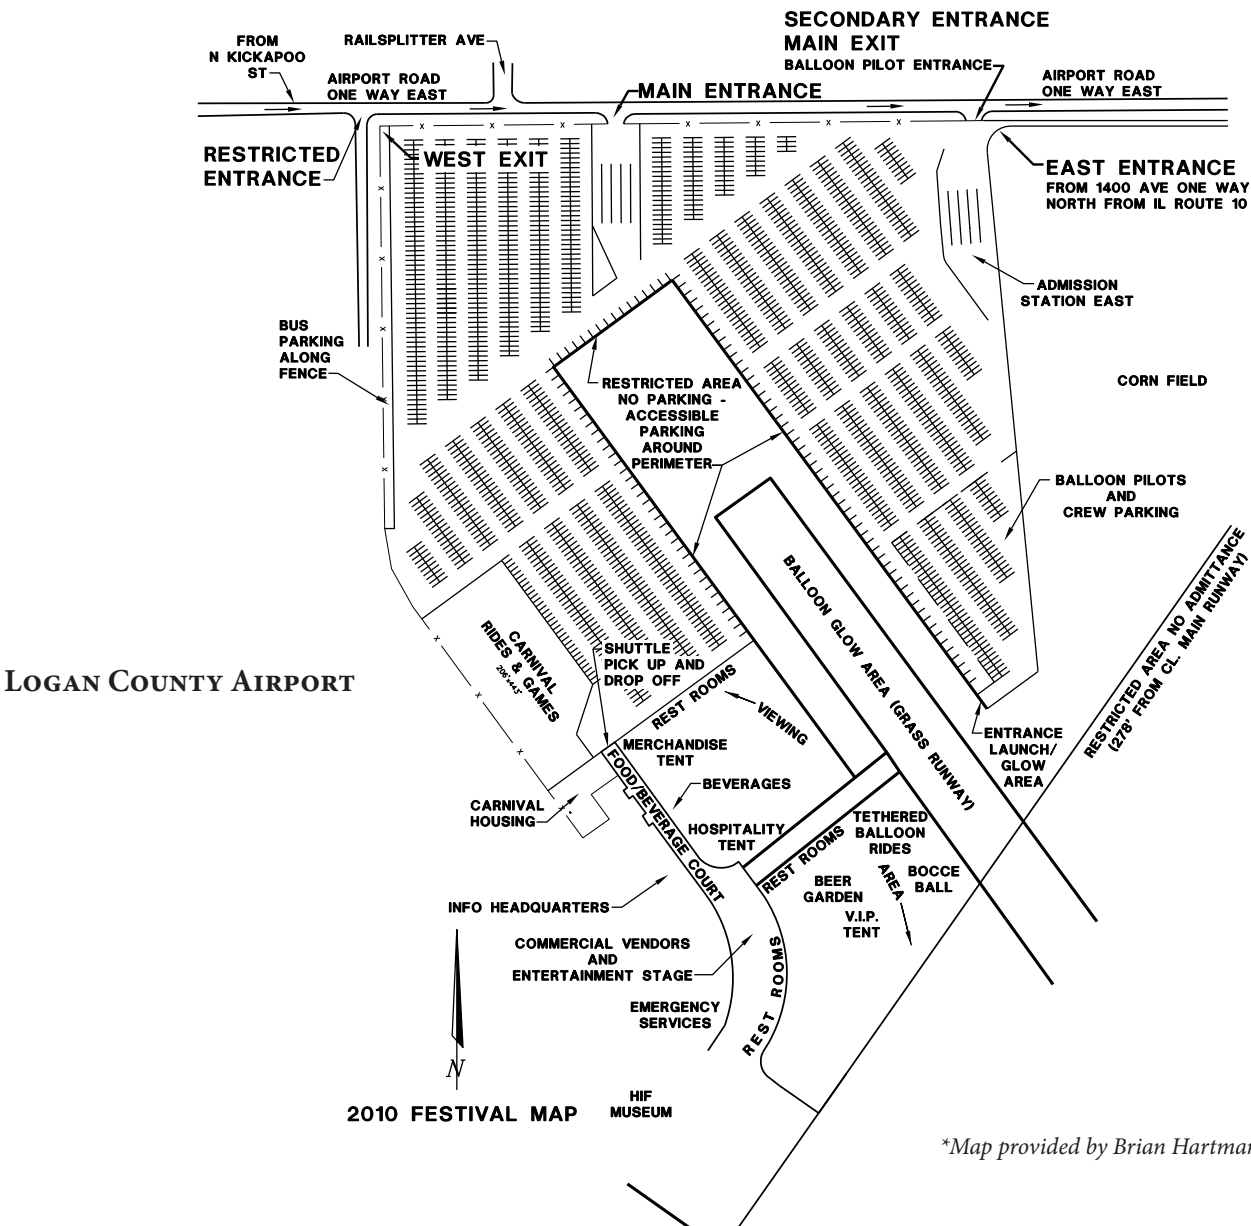 SECONDARY ENTRANCE
MAIN EXIT
BALLOON PILOT ENTRANCE
FROM
N KICKAPOO
ST
RAILSPLITTER AVE
AIRPORT ROAD
ONE WAY EAST
MAIN ENTRANCE
AIRPORT ROAD
ONE WAY EAST
RESTRICTED
ENTRANCE
WEST EXIT
EAST ENTRANCE
FROM 1400 AVE ONE WAY
NORTH FROM IL ROUTE 10
ADMISSION
STATION EAST
BUS
PARKING
ALONG
FENCE
RESTRICTED AREA
NO PARKING -
ACCESSIBLE
PARKING
AROUND
PERIMETER
CORN FIELD
BALLOON PILOTS
AND
CREW PARKING
BALLOON GLOW AREA (GRASS RUNWAY)
RESTRICTED AREA NO ADMITTANCE
(278' FROM CL. MAIN RUNWAY)
CARNIVAL
RIDES & GAMES
206'x443'
SHUTTLE
PICK UP AND
DROP OFF
LOGAN COUNTY AIRPORT
REST ROOMS
VIEWING
MERCHANDISE
TENT
ENTRANCE
LAUNCH/
GLOW
AREA
FOOD/BEVERAGE COURT
BEVERAGES
CARNIVAL
HOUSING
HOSPITALITY
TENT
REST ROOMS
TETHERED
BALLOON
RIDES
AREA
BOCCE
BALL
BEER
GARDEN
V.I.P.
TENT
INFO HEADQUARTERS
COMMERCIAL VENDORS
AND
ENTERTAINMENT STAGE
REST ROOMS
EMERGENCY
SERVICES
N
2010 FESTIVAL MAP
HIF
MUSEUM
*Map provided by Brian Hartman